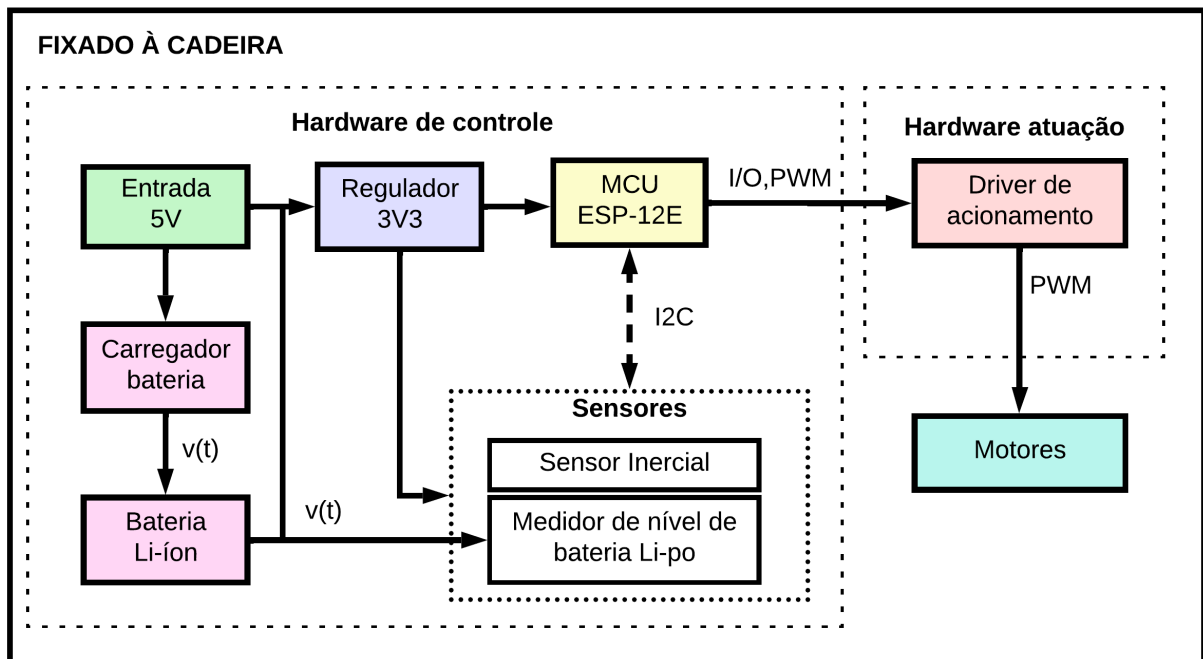 FIXADO À CADEIRA
Hardware de controle
Hardware atuação
Entrada
5V
Regulador
3V3
MCU
ESP-12E
I/O,PWM
Driver de
acionamento
PWM
I2C
Carregador
bateria
v(t)
Sensores
Sensor Inercial
Motores
Bateria
Li-íon
v(t)
Medidor de nível de
bateria Li-po